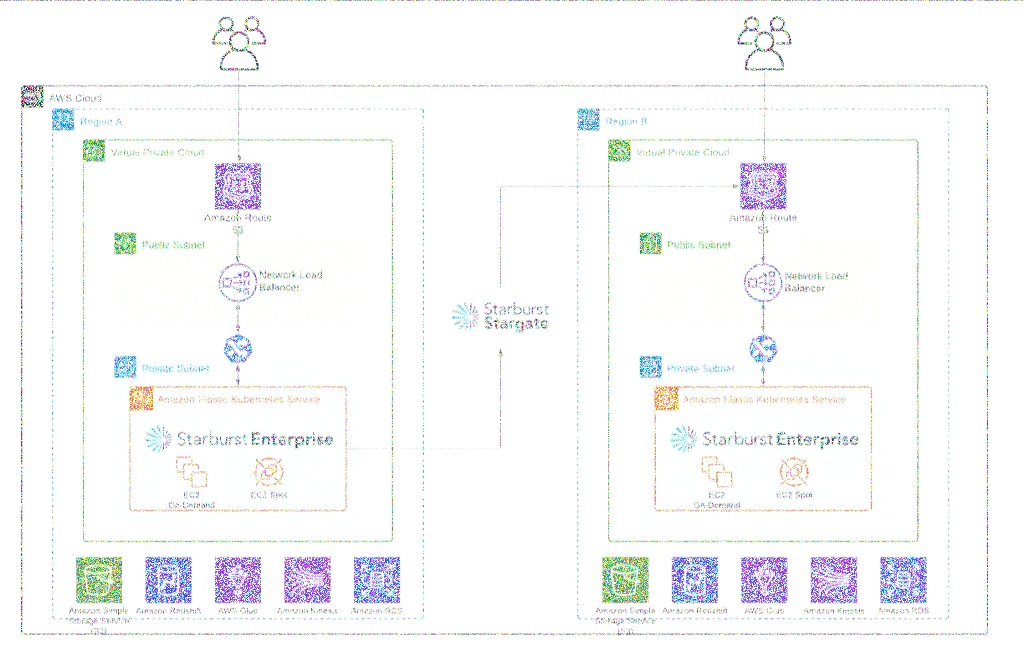 AWS Cloud
Region A
Virtual Private Cloud
Amazon Route
53
Public Subnet
Network Load
Balancer
Private Subnet
Amazon Elastic Kubernetes Service
Starburst Enterprise
EC2
On-Demand
EC2 Spot
Amazon Simple
Storage Service
(S3)
Amazon Redshift
AWS Glue
Amazon Kinesis
Amazon RDS
Starburst
Stargate
Region B
Virtual Private Cloud
Amazon Route
53
Public Subnet
Network Load
Balancer
Private Subnet
Amazon Elastic Kubernetes Service
Starburst Enterprise
EC2
On-Demand
EC2 Spot
Amazon Simple
Storage Service
(S3)
Amazon Redshift
AWS Glue
Amazon Kinesis
Amazon RDS